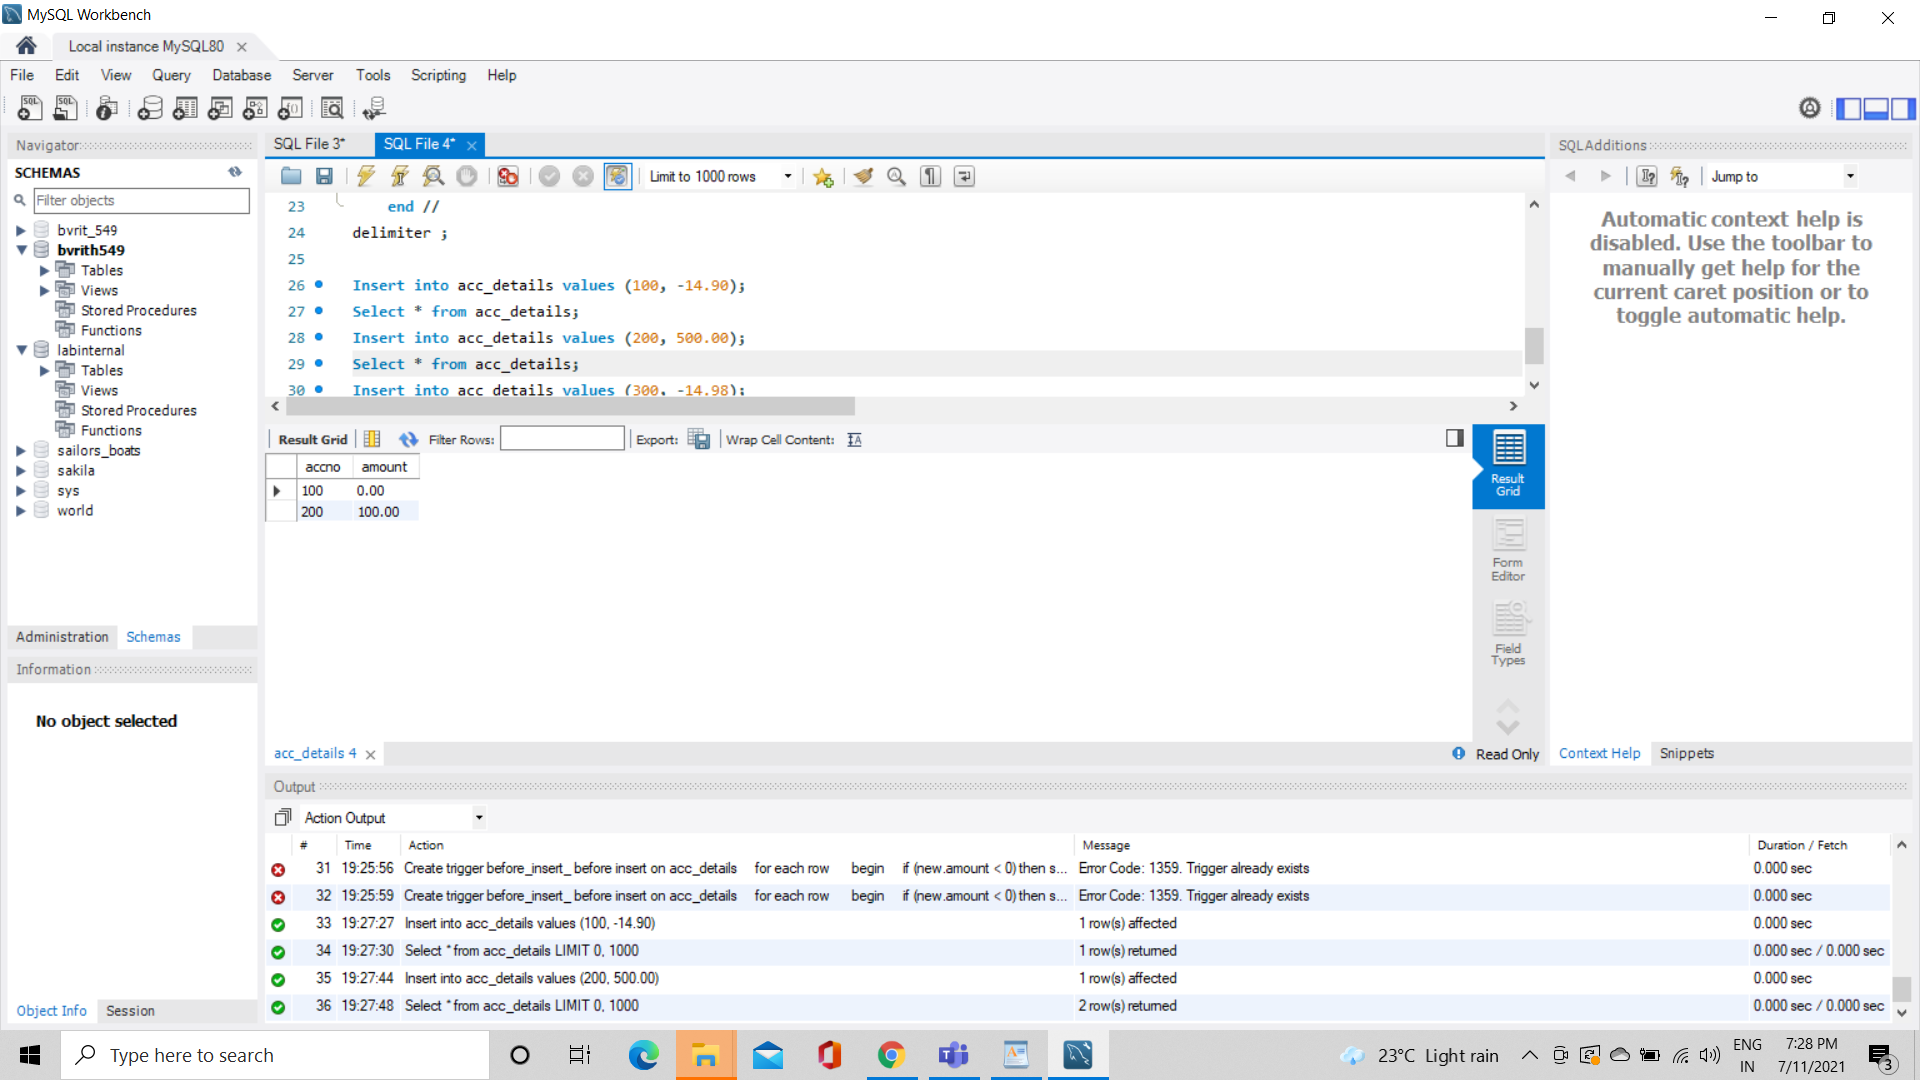 MySQL Workbench
Local instance MySQL80
File Edit View Query Database Server Tools Scripting Help
Navigator
SCHEMAS
Filter objects
bvrit_549
bvrith549
Tables
Views
Stored Procedures
Functions
labinternal
Tables
Views
Stored Procedures
Functions
sailors_boats
sakila
sys
world
Administration Schemas
Information
No object selected
Object Info Session
SQL File 3* SQL File 4*
Limit to 1000 rows
23 end //
24 delimiter ;
25
26 Insert into acc_details values (100, -14.90);
27 Select * from acc_details;
28 Insert into acc_details values (200, 500.00);
29 Select * from acc_details;
30 Insert into acc_details values (300, -14.98);
Result Grid Filter Rows: Export: Wrap Cell Content:
accno amount
100 0.00
200 100.00
Result Grid
Form Editor
Field Types
acc_details 4
Read Only
SQLAdditions
Jump to
Automatic context help is
disabled. Use the toolbar to
manually get help for the
current caret position or to
toggle automatic help.
Context Help Snippets
Output
Action Output
# Time Action Message Duration / Fetch
31 19:25:56 Create trigger before_insert_ before insert on acc_details for each row begin if (new.amount < 0) then s... Error Code: 1359. Trigger already exists 0.000 sec
32 19:25:59 Create trigger before_insert_ before insert on acc_details for each row begin if (new.amount < 0) then s... Error Code: 1359. Trigger already exists 0.000 sec
33 19:27:27 Insert into acc_details values (100, -14.90) 1 row(s) affected 0.000 sec
34 19:27:30 Select * from acc_details LIMIT 0, 1000 1 row(s) returned 0.000 sec / 0.000 sec
35 19:27:44 Insert into acc_details values (200, 500.00) 1 row(s) affected 0.000 sec
36 19:27:48 Select * from acc_details LIMIT 0, 1000 2 row(s) returned 0.000 sec / 0.000 sec
Type here to search
23°C Light rain
ENG
IN
7:28 PM
7/11/2021
3